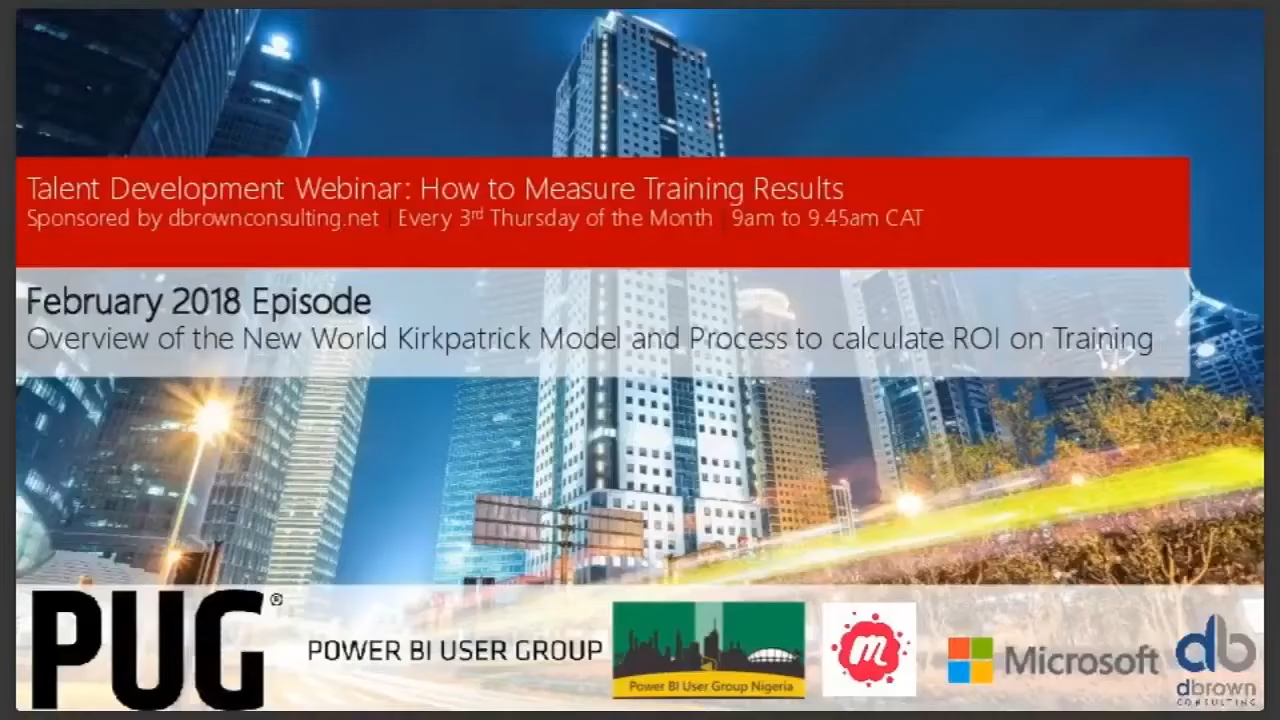 Talent Development Webinar: How to Measure Training Results
Sponsored by dbrownconsulting.net | Every 3rd Thursday of the Month | 9am to 9.45am CAT
February 2018 Episode
Overview of the New World Kirkpatrick Model and Process to calculate ROI on Training
PUG®
POWER BI USER GROUP
Power BI User Group Nigeria
m
Microsoft
db
dbrown
CONSULTING